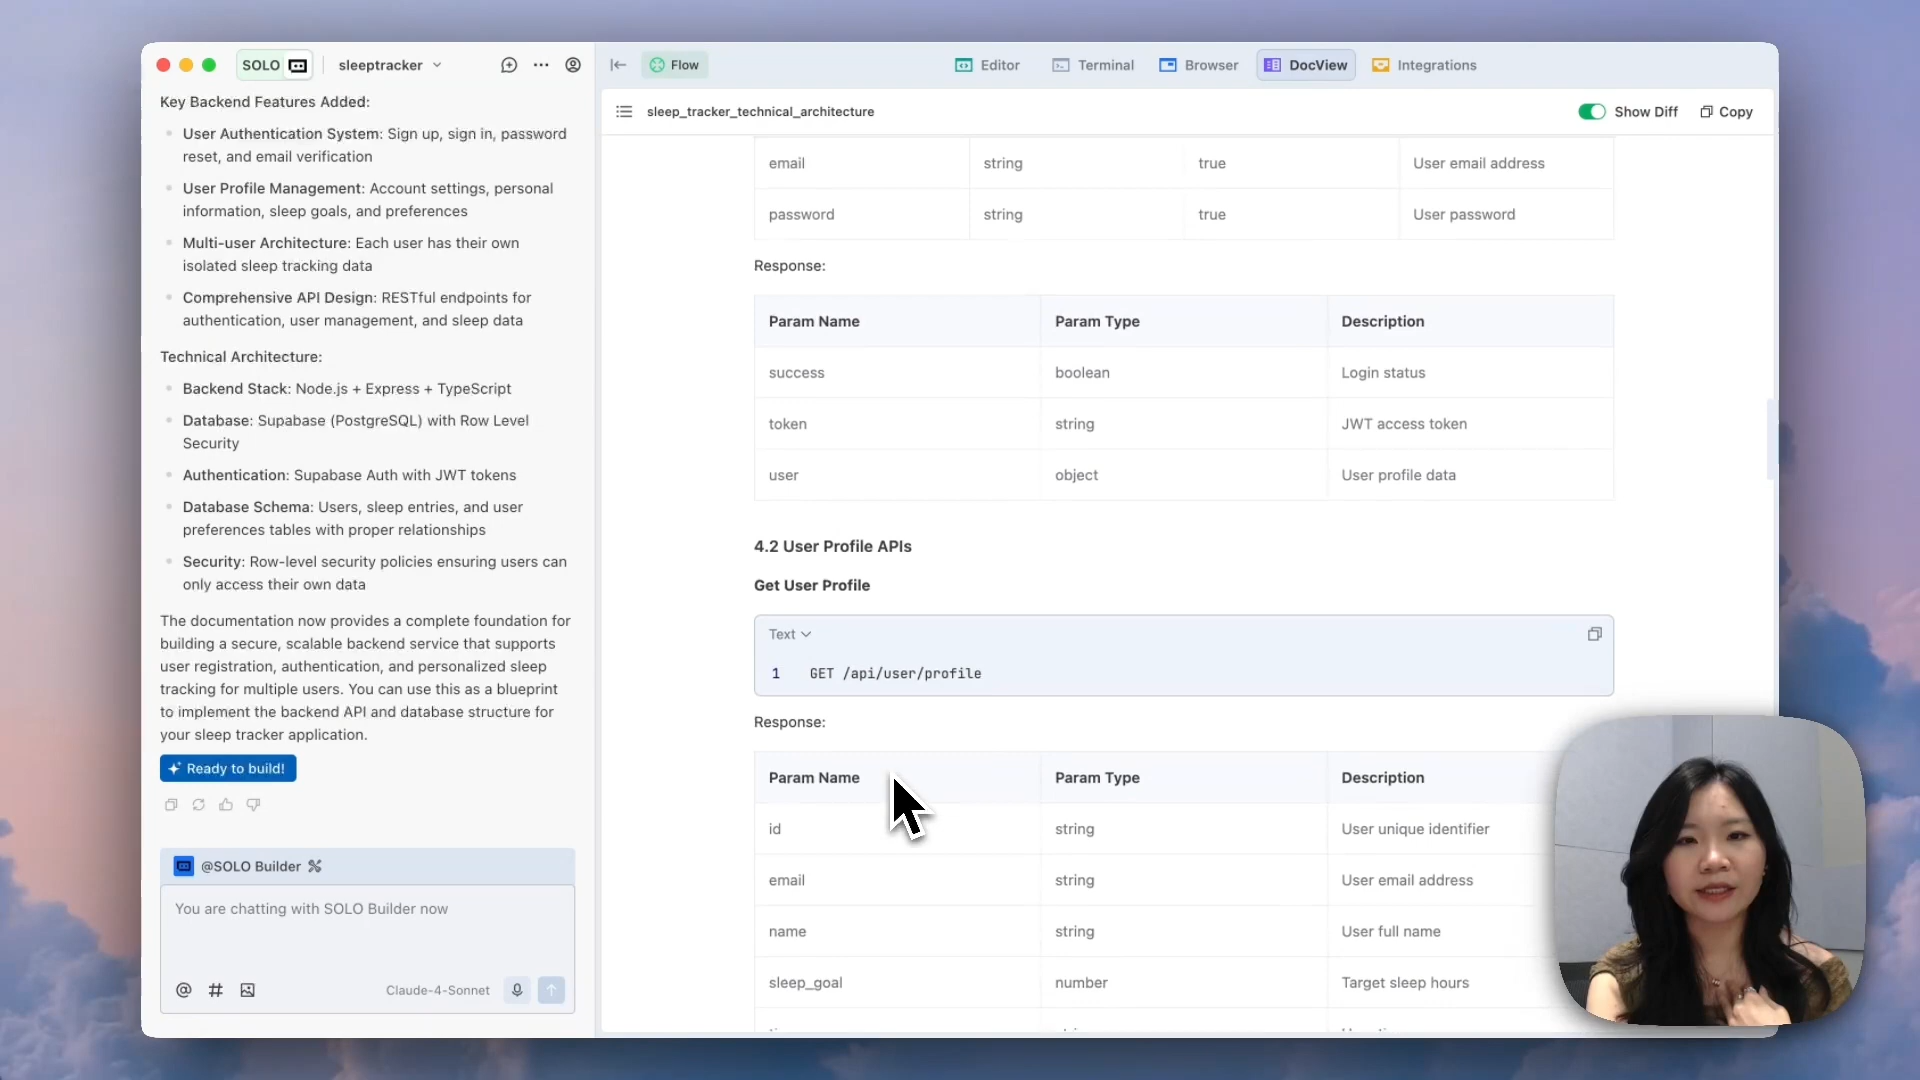 SOLO
sleeptracker
Flow
Editor
Terminal
Browser
DocView
Integrations
Key Backend Features Added:
User Authentication System: Sign up, sign in, password
reset, and email verification
User Profile Management: Account settings, personal
information, sleep goals, and preferences
Multi-user Architecture: Each user has their own
isolated sleep tracking data
Comprehensive API Design: RESTful endpoints for
authentication, user management, and sleep data
Technical Architecture:
Backend Stack: Node.js + Express + TypeScript
Database: Supabase (PostgreSQL) with Row Level
Security
Authentication: Supabase Auth with JWT tokens
Database Schema: Users, sleep entries, and user
preferences tables with proper relationships
Security: Row-level security policies ensuring users can
only access their own data
The documentation now provides a complete foundation for
building a secure, scalable backend service that supports
user registration, authentication, and personalized sleep
tracking for multiple users. You can use this as a blueprint
to implement the backend API and database structure for
your sleep tracker application.
Ready to build!
@SOLO Builder
You are chatting with SOLO Builder now
Claude-4-Sonnet
sleep_tracker_technical_architecture
Show Diff
Copy
email string true User email address
password string true User password
Response:
Param Name Param Type Description
success boolean Login status
token string JWT access token
user object User profile data
4.2 User Profile APIs
Get User Profile
Text
1 GET /api/user/profile
Response:
Param Name Param Type Description
id string User unique identifier
email string User email address
name string User full name
sleep_goal number Target sleep hours